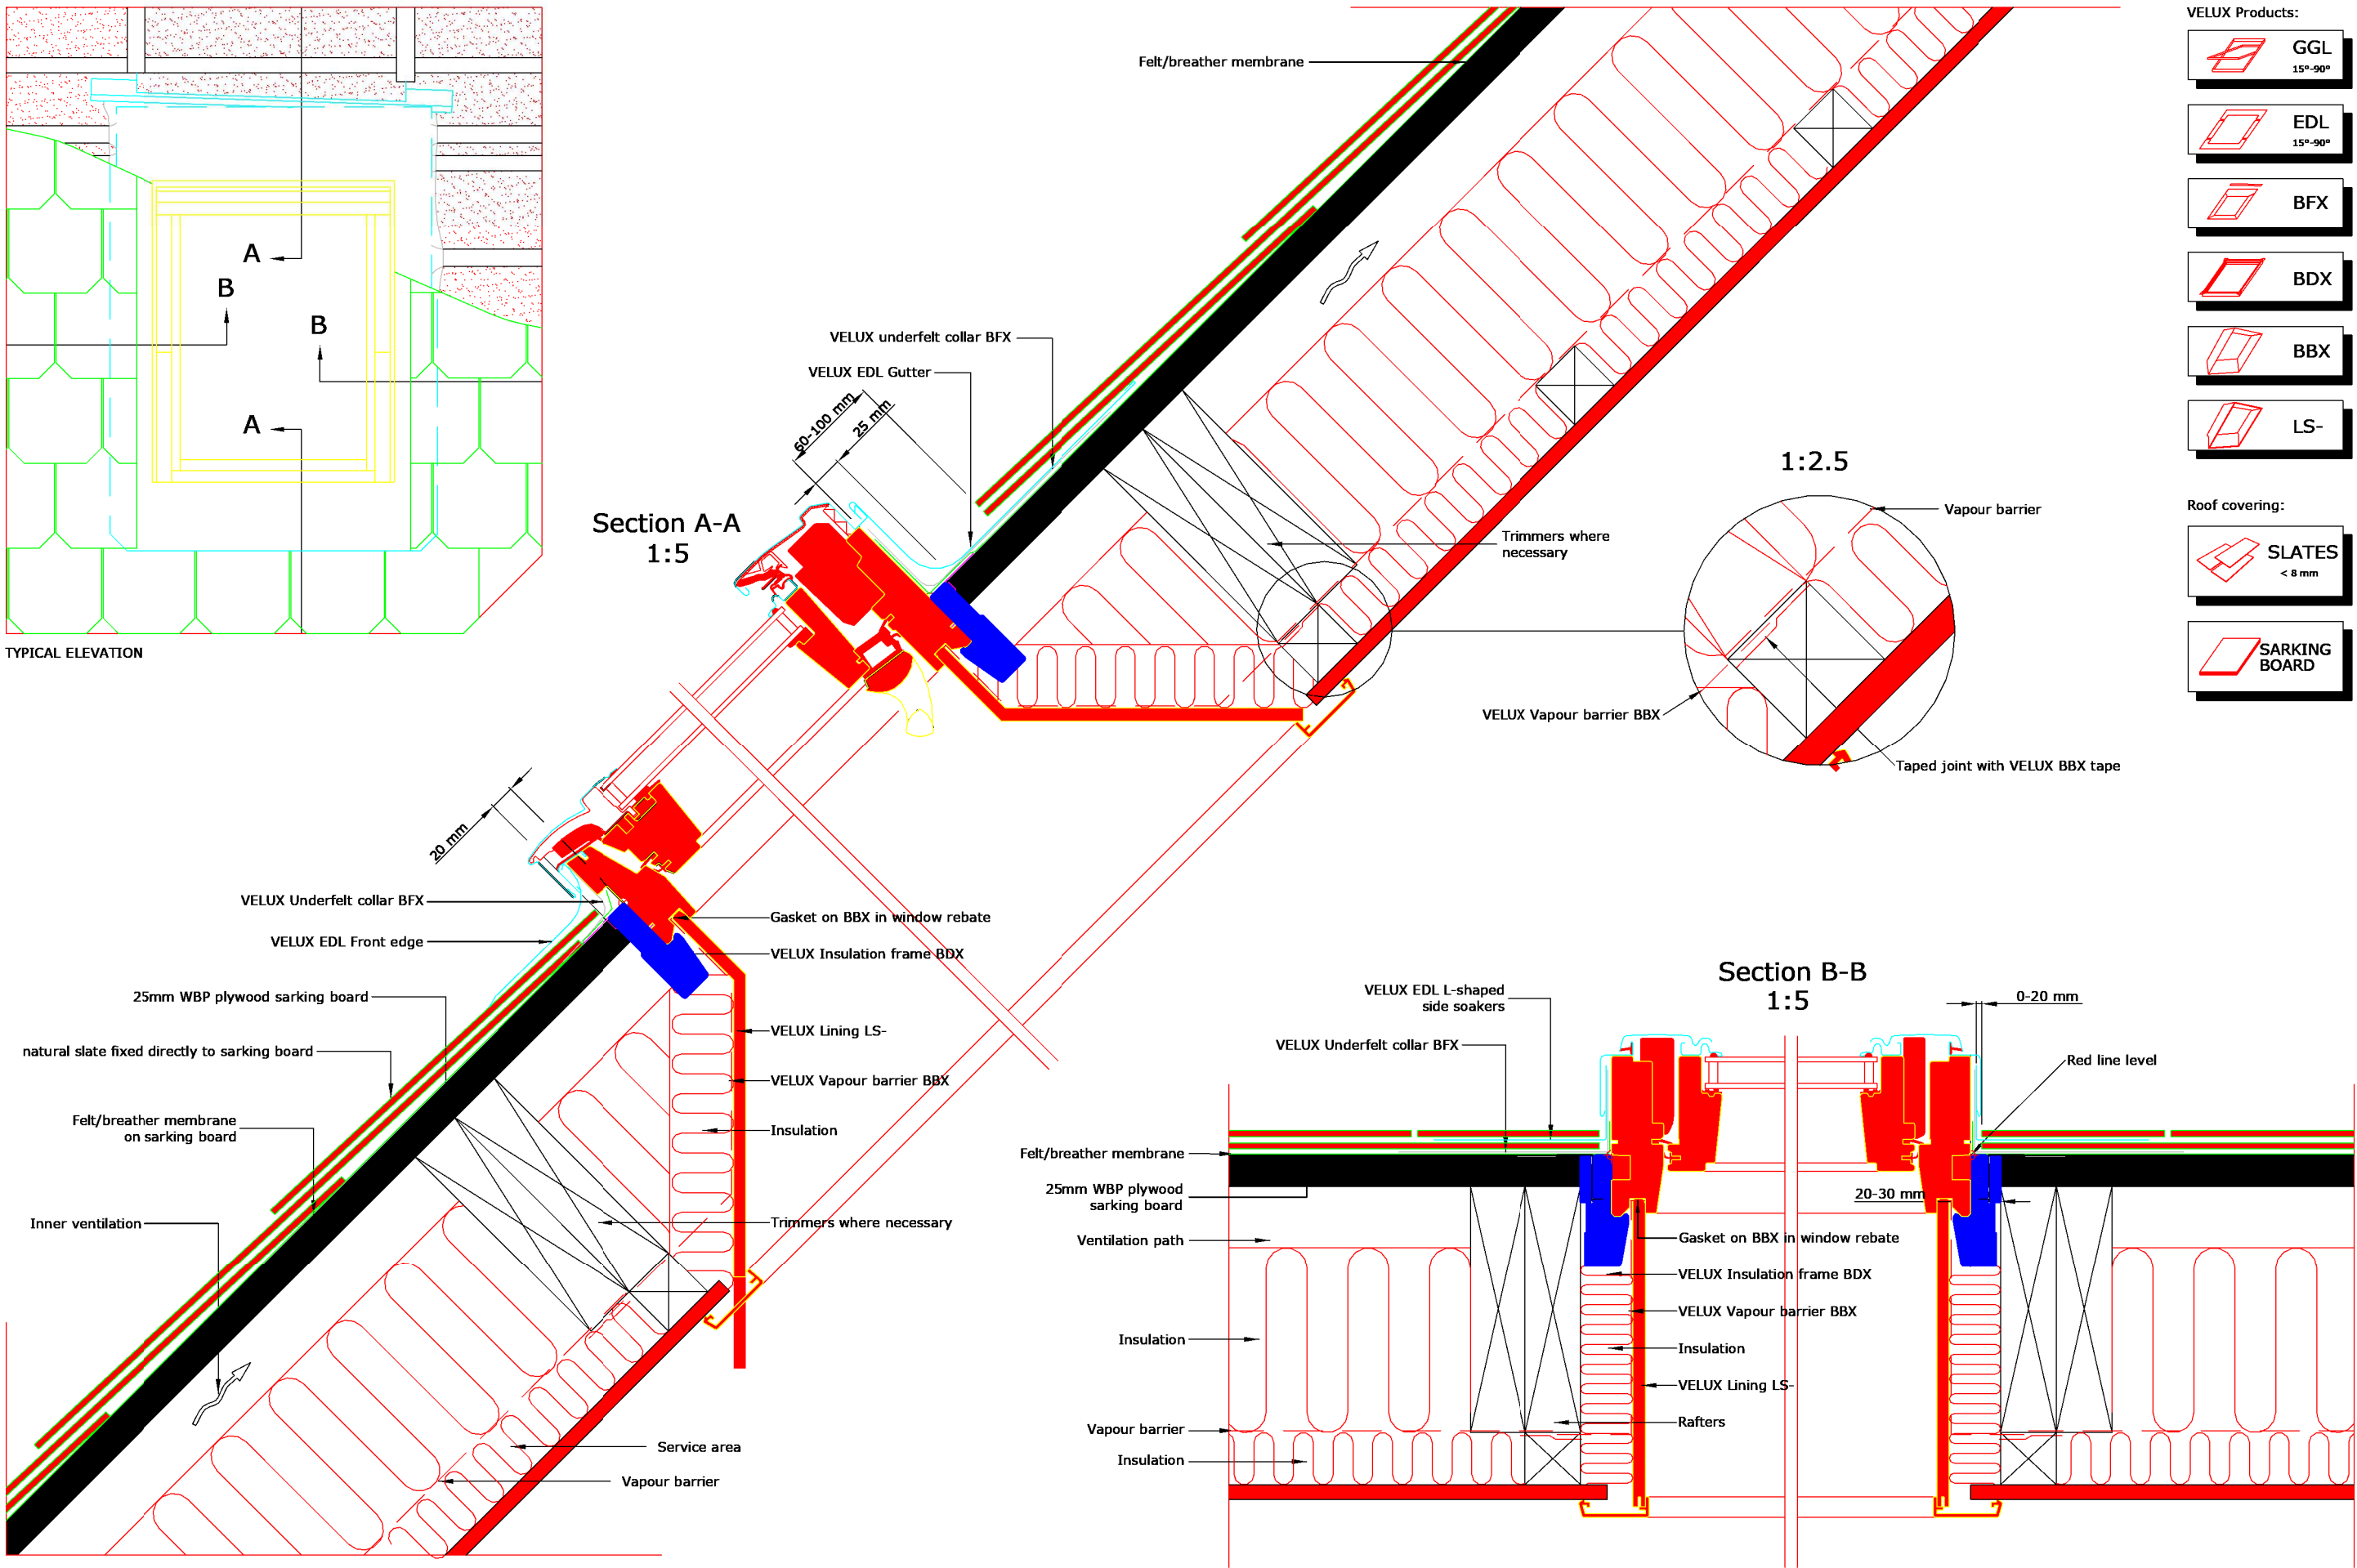 A
B
B
A
TYPICAL ELEVATION
Felt/breather membrane
VELUX underfelt collar BFX
VELUX EDL Gutter
60-100 mm
25 mm
Section A-A
1:5
Trimmers where
necessary
20 mm
VELUX Underfelt collar BFX
VELUX EDL Front edge
25mm WBP plywood sarking board
natural slate fixed directly to sarking board
Felt/breather membrane
on sarking board
Inner ventilation
Gasket on BBX in window rebate
VELUX Insulation frame BDX
VELUX Lining LS-
VELUX Vapour barrier BBX
Insulation
Trimmers where necessary
Service area
Vapour barrier
1:2.5
Vapour barrier
VELUX Vapour barrier BBX
Taped joint with VELUX BBX tape
Section B-B
1:5
VELUX EDL L-shaped
side soakers
VELUX Underfelt collar BFX
0-20 mm
Red line level
Felt/breather membrane
25mm WBP plywood
sarking board
20-30 mm
Ventilation path
Gasket on BBX in window rebate
VELUX Insulation frame BDX
VELUX Vapour barrier BBX
Insulation
Insulation
VELUX Lining LS-
Rafters
Vapour barrier
Insulation
VELUX Products:
GGL
15°-90°
EDL
15°-90°
BFX
BDX
BBX
LS-
Roof covering:
SLATES
< 8 mm
SARKING
BOARD